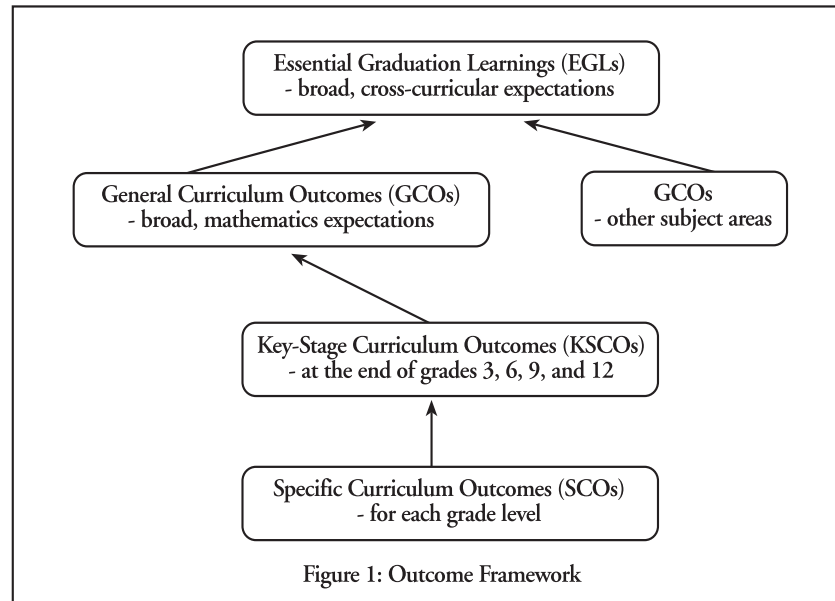 Essential Graduation Learnings (EGLs)
- broad, cross-curricular expectations
General Curriculum Outcomes (GCOs)
- broad, mathematics expectations
GCOs
- other subject areas
Key-Stage Curriculum Outcomes (KSCOs)
- at the end of grades 3, 6, 9, and 12
Specific Curriculum Outcomes (SCOs)
- for each grade level
Figure 1: Outcome Framework